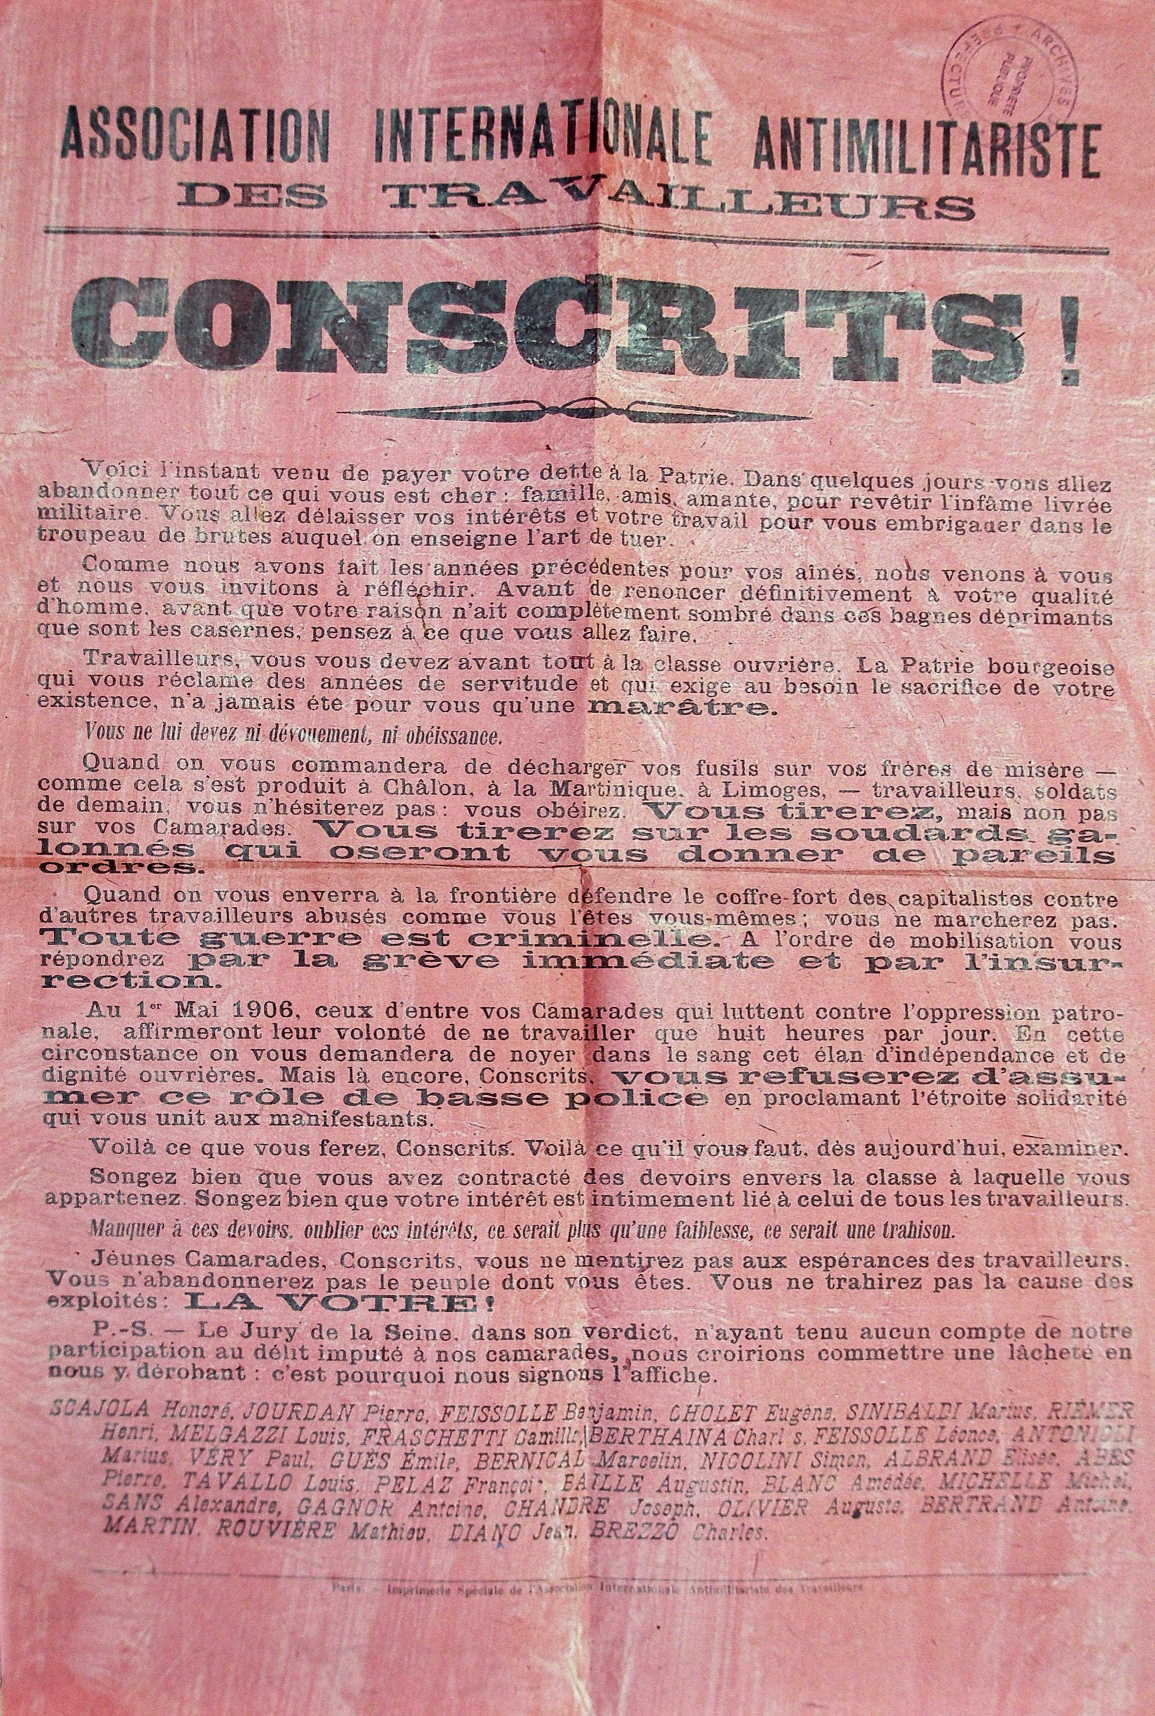 ARCHIVES
PROPRIÉTÉ
PUBLIQUE
ASSOCIATION INTERNATIONALE ANTIMILITARISTE
DES TRAVAILLEURS
CONSCRITS !
Voici l'instant venu de payer votre dette à la Patrie. Dans quelques jours vous allez
abandonner tout ce qui vous est cher : famille, amis, amante, pour revêtir l'infâme livrée
militaire. Vous allez délaisser vos intérêts et votre travail pour vous embrigader dans le
troupeau de brutes auquel on enseigne l'art de tuer.
Comme nous avons fait les années précédentes pour vos aînés, nous venons à vous
et nous vous invitons à réfléchir. Avant de renoncer définitivement à votre qualité
d'homme, avant que votre raison n'ait complètement sombré dans ces bagnes déprimants
que sont les casernes, pensez à ce que vous allez faire.
Travailleurs, vous vous devez avant tout à la classe ouvrière. La Patrie bourgeoise
qui vous réclame des années de servitude et qui exige au besoin le sacrifice de votre
existence, n'a jamais été pour vous qu'une marâtre.
Vous ne lui devez ni dévouement, ni obéissance.
Quand on vous commandera de décharger vos fusils sur vos frères de misère —
comme cela s'est produit à Châlon, à la Martinique, à Limoges, — travailleurs, soldats
de demain, vous n'hésiterez pas : vous obéirez. Vous tirerez, mais non pas
sur vos Camarades. Vous tirerez sur les soudards ga-
lonnés qui oseront vous donner de pareils
ordres.
Quand on vous enverra à la frontière défendre le coffre-fort des capitalistes contre
d'autres travailleurs abusés comme vous l'êtes vous-mêmes ; vous ne marcherez pas.
Toute guerre est criminelle. A l'ordre de mobilisation vous
répondrez par la grève immédiate et par l'insur-
rection.
Au 1er Mai 1906, ceux d'entre vos Camarades qui luttent contre l'oppression patro-
nale, affirmeront leur volonté de ne travailler que huit heures par jour. En cette
circonstance on vous demandera de noyer dans le sang cet élan d'indépendance et de
dignité ouvrières. Mais là encore, Conscrits, vous refuserez d'assu-
mer ce rôle de basse police en proclamant l'étroite solidarité
qui vous unit aux manifestants.
Voilà ce que vous ferez, Conscrits. Voilà ce qu'il vous faut, dès aujourd'hui, examiner.
Songez bien que vous avez contracté des devoirs envers la classe à laquelle vous
appartenez. Songez bien que votre intérêt est intimement lié à celui de tous les travailleurs.
Manquer à ces devoirs, oublier ces intérêts, ce serait plus qu'une faiblesse, ce serait une trahison.
Jeunes Camarades, Conscrits, vous ne mentirez pas aux espérances des travailleurs.
Vous n'abandonnerez pas le peuple dont vous êtes. Vous ne trahirez pas la cause des
exploités : LA VOTRE !
P.-S. — Le Jury de la Seine, dans son verdict, n'ayant tenu aucun compte de notre
participation au délit imputé à nos camarades, nous croirions commettre une lâcheté en
nous y dérobant : c'est pourquoi nous signons l'affiche.
SCAJOLA Honoré, JOURDAN Pierre, FEISSOLLE Benjamin, CHOLET Eugène, SINIBALDI Marius, RIÉMER
Henri, MELGAZZI Louis, FRASCHETTI Camille, BERTHAINA Charles, FEISSOLLE Léonce, ANTONIOLI
Marius, VÉRY Paul, GUÉS Émile, BERNICAL Marcelin, NICOLINI Simon, ALBRAND Elisée, ABES
Pierre, TAVALLO Louis, PELAZ François, BAILLE Augustin, BLANC Amédée, MICHELLE Michel,
SANS Alexandre, GAGNOR Antoine, CHANDRE Joseph, OLIVIER Auguste, BERTRAND Antoine,
MARTIN, ROUVIÈRE Mathieu, DIANO Jean, BREZZO Charles.
Paris. — Imprimerie Spéciale de l'Association Internationale Antimilitariste des Travailleurs